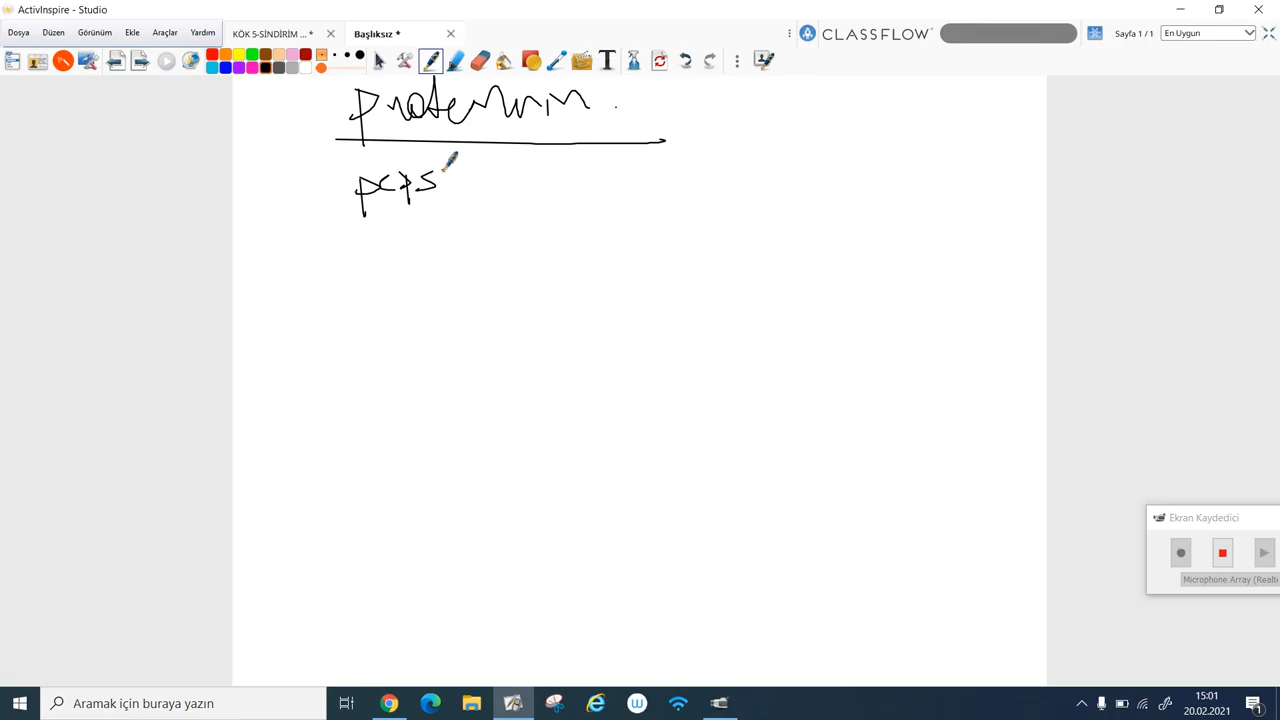 ActivInspire - Studio
Dosya Düzen Görünüm Ekle Araçlar Yardım
KÖK 5-SİNDİRİM ... *
Başlıksız *
CLASSFLOW
Sayfa 1 / 1
En Uygun
peps
Ekran Kaydedici
Microphone Array (Realt
Aramak için buraya yazın
15:01
20.02.2021